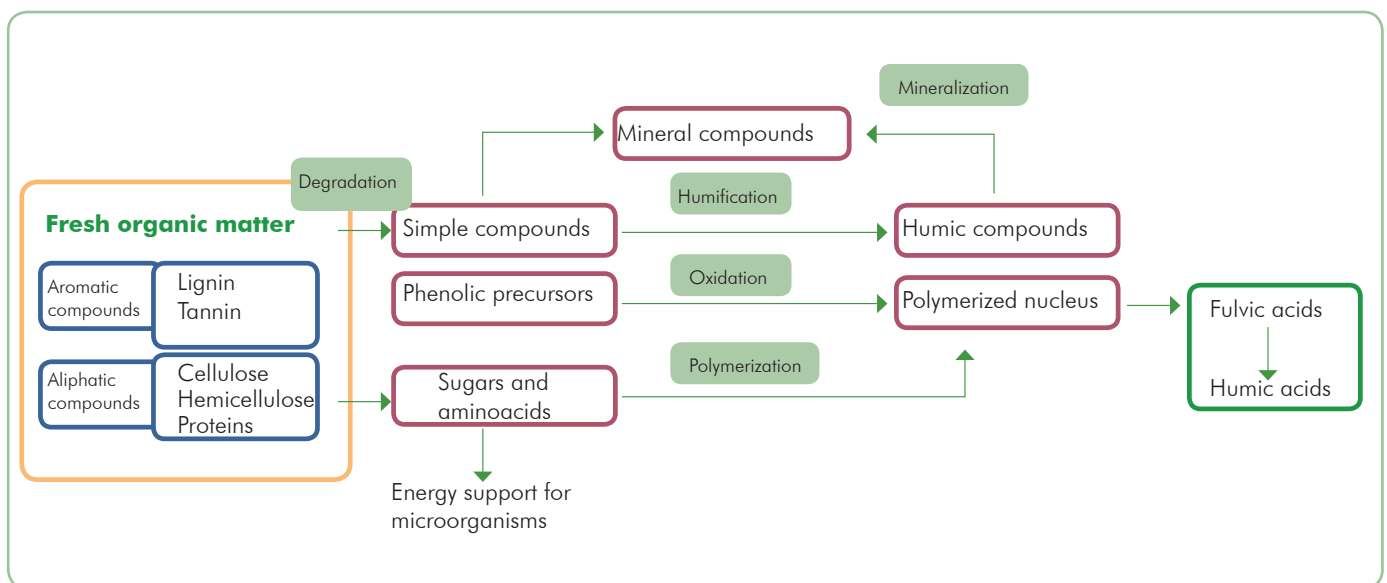 Mineralization
Mineral compounds
Degradation
Humification
Fresh organic matter
Simple compounds
Humic compounds
Aromatic
compounds
Lignin
Tannin
Oxidation
Phenolic precursors
Polymerized nucleus
Fulvic acids
Humic acids
Polymerization
Aliphatic
compounds
Cellulose
Hemicellulose
Proteins
Sugars and
aminoacids
Energy support for
microorganisms